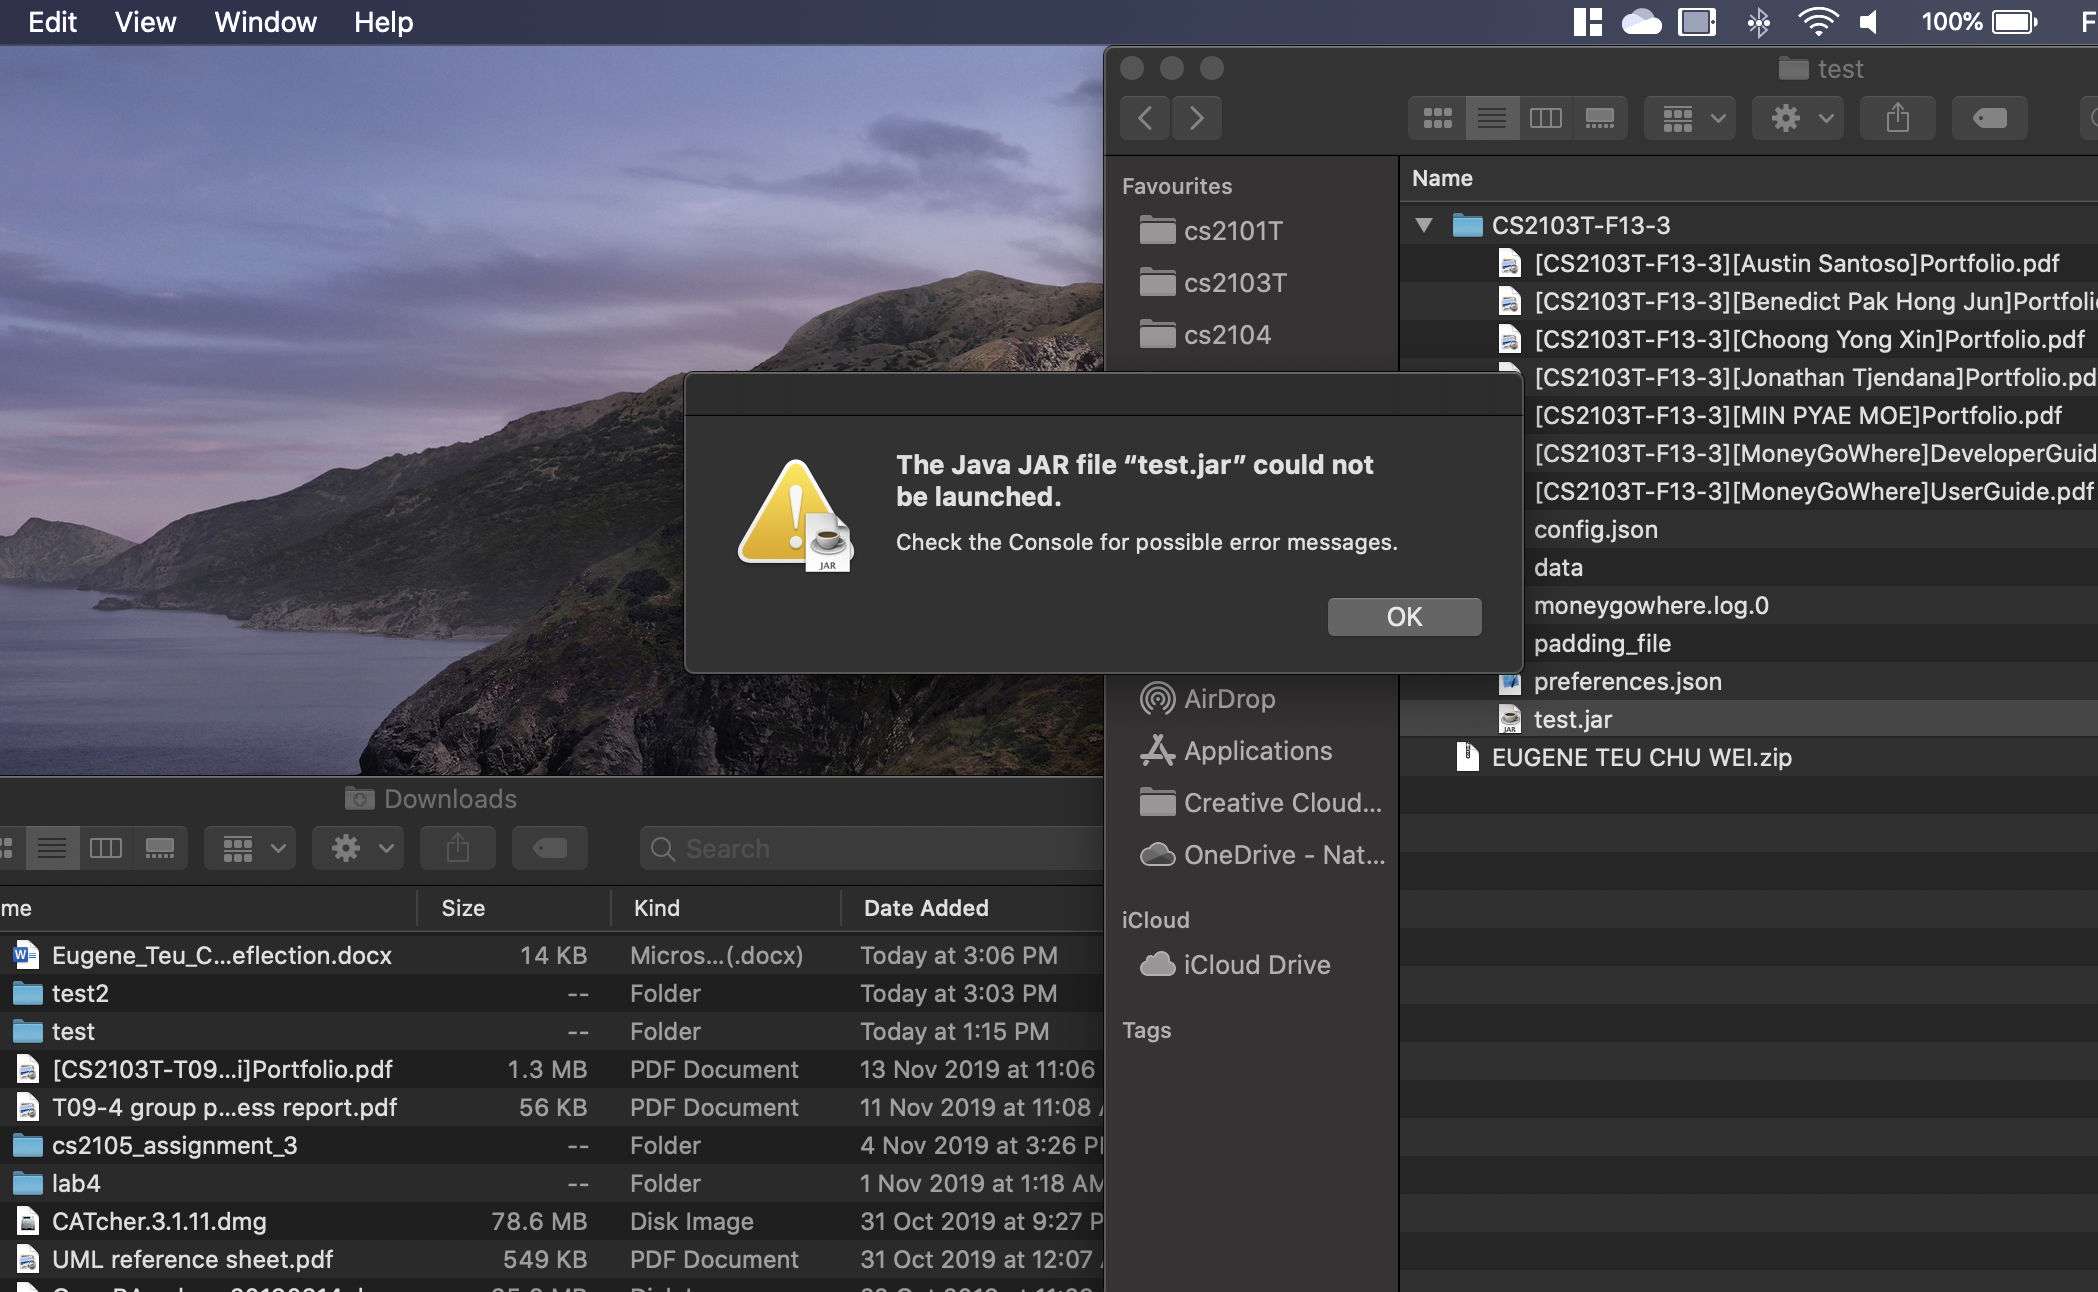 Edit View Window Help
100%
F
test
Favourites
cs2101T
cs2103T
cs2104
Name
CS2103T-F13-3
[CS2103T-F13-3][Austin Santoso]Portfolio.pdf
[CS2103T-F13-3][Benedict Pak Hong Jun]Portfoli
[CS2103T-F13-3][Choong Yong Xin]Portfolio.pdf
[CS2103T-F13-3][Jonathan Tjendana]Portfolio.pd
[CS2103T-F13-3][MIN PYAE MOE]Portfolio.pdf
[CS2103T-F13-3][MoneyGoWhere]DeveloperGuid
[CS2103T-F13-3][MoneyGoWhere]UserGuide.pdf
config.json
data
moneygowhere.log.0
padding_file
preferences.json
JAR test.jar
EUGENE TEU CHU WEI.zip
The Java JAR file “test.jar” could not
be launched.
Check the Console for possible error messages.
JAR
OK
AirDrop
Applications
Creative Cloud...
OneDrive - Nat...
iCloud
iCloud Drive
Tags
Downloads
Search
me Size Kind Date Added
W Eugene_Teu_C...eflection.docx 14 KB Micros...(.docx) Today at 3:06 PM
test2 -- Folder Today at 3:03 PM
test -- Folder Today at 1:15 PM
[CS2103T-T09...i]Portfolio.pdf 1.3 MB PDF Document 13 Nov 2019 at 11:06
T09-4 group p...ess report.pdf 56 KB PDF Document 11 Nov 2019 at 11:08
cs2105_assignment_3 -- Folder 4 Nov 2019 at 3:26 P
lab4 -- Folder 1 Nov 2019 at 1:18 AM
CATcher.3.1.11.dmg 78.6 MB Disk Image 31 Oct 2019 at 9:27 P
UML reference sheet.pdf 549 KB PDF Document 31 Oct 2019 at 12:07